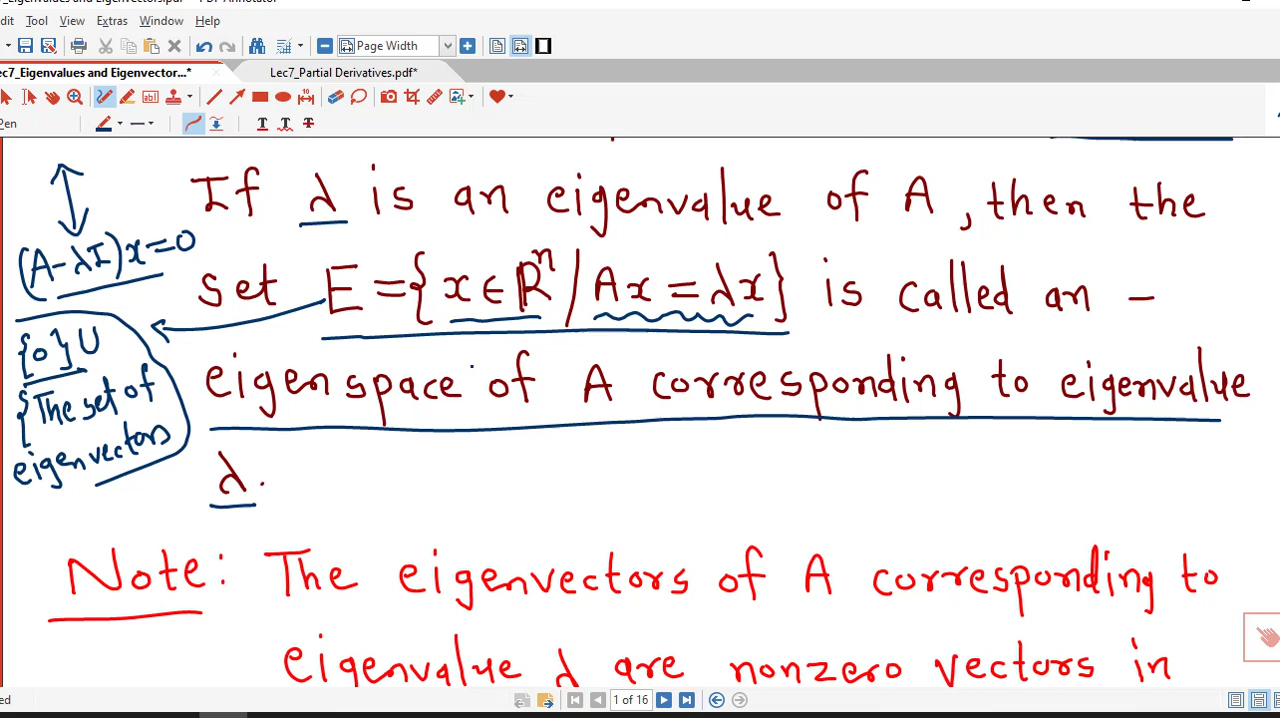 dit Tool View Extras Window Help
Page Width
Lec7_Eigenvalues and Eigenvector...* Lec7_Partial Derivatives.pdf*
Pen
If λ is an eigenvalue of A, then the
(A-λI)x=0
set E={x∈Rⁿ/Ax=λx} is called an -
{0}∪
{The set of
eigenvectors
eigenspace of A corresponding to eigenvalue
λ.
Note: The eigenvectors of A corresponding to
eigenvalue λ are nonzero vectors in
1 of 16